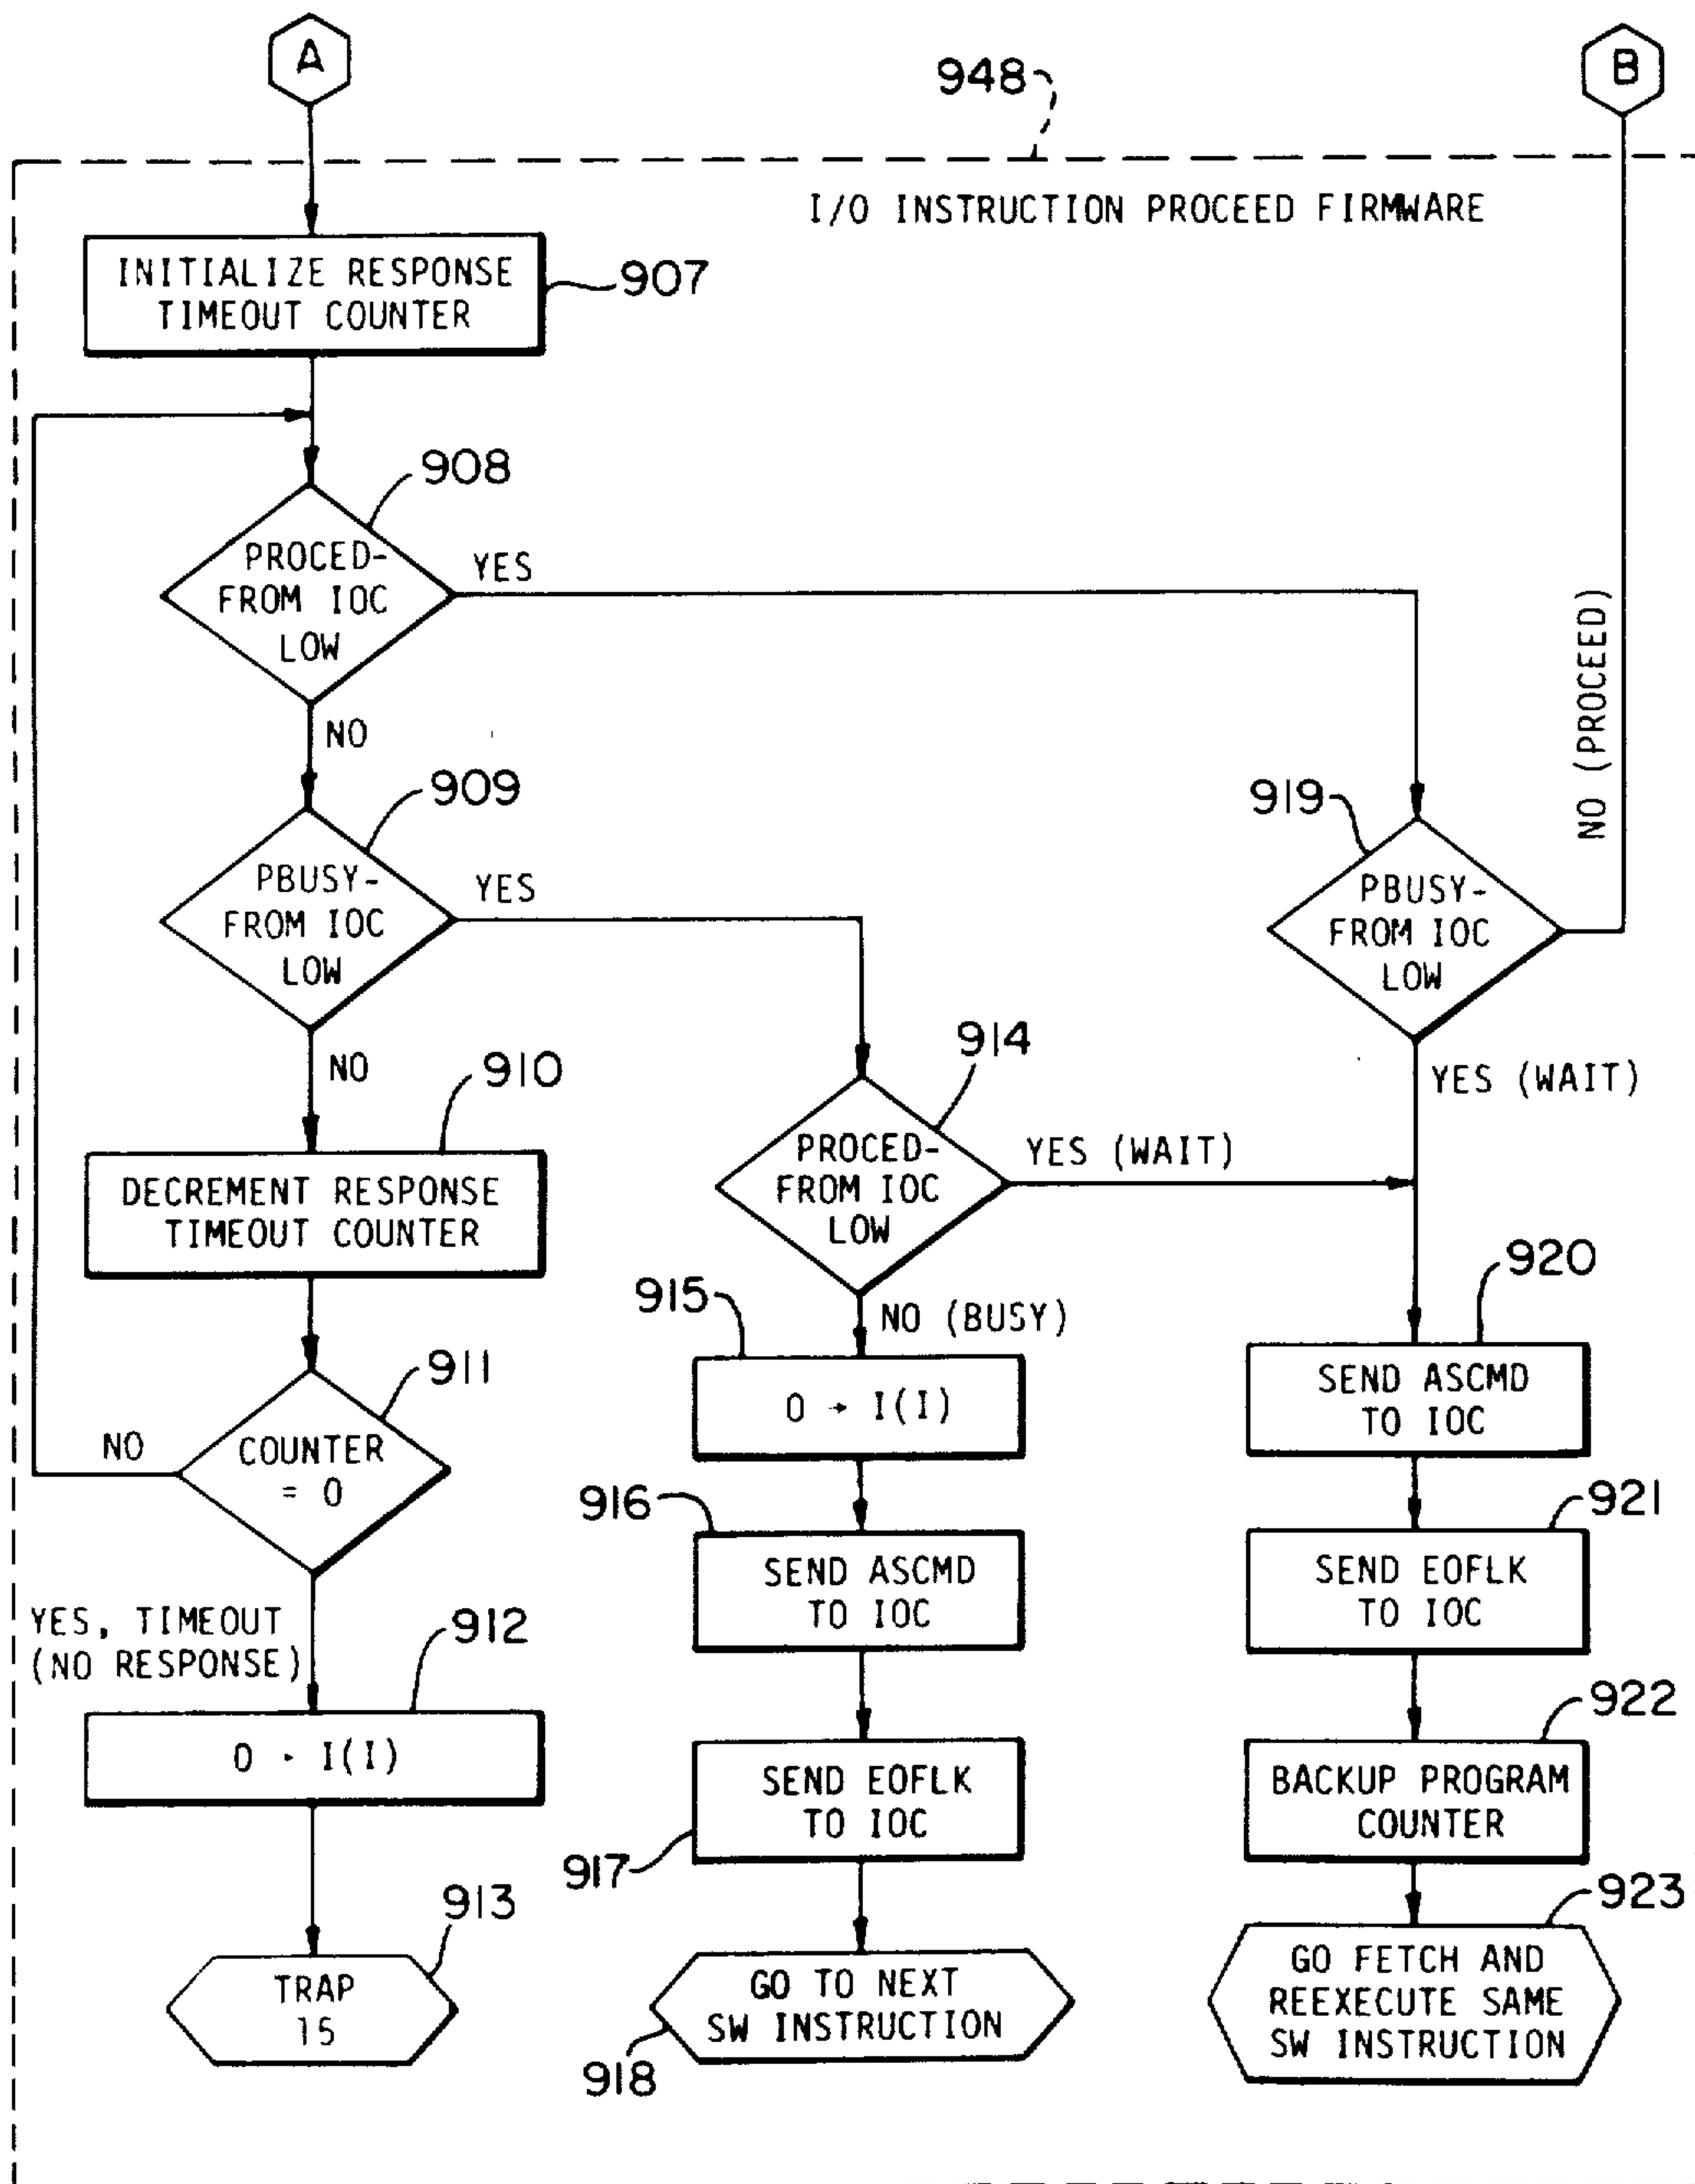 A
948
B
I/O INSTRUCTION PROCEED FIRMWARE
INITIALIZE RESPONSE
TIMEOUT COUNTER
907
908
PROCED-
FROM IOC
LOW
YES
NO
909
PBUSY-
FROM IOC
LOW
YES
NO
919
PBUSY-
FROM IOC
LOW
NO (PROCEED)
YES (WAIT)
910
DECREMENT RESPONSE
TIMEOUT COUNTER
914
PROCED-
FROM IOC
LOW
YES (WAIT)
NO (BUSY)
911
COUNTER
= 0
NO
YES, TIMEOUT
(NO RESPONSE)
912
0 → I(I)
913
TRAP
15
915
0 → I(I)
916
SEND ASCMD
TO IOC
SEND EOFLK
TO IOC
917
GO TO NEXT
SW INSTRUCTION
918
920
SEND ASCMD
TO IOC
921
SEND EOFLK
TO IOC
922
BACKUP PROGRAM
COUNTER
923
GO FETCH AND
REEXECUTE SAME
SW INSTRUCTION